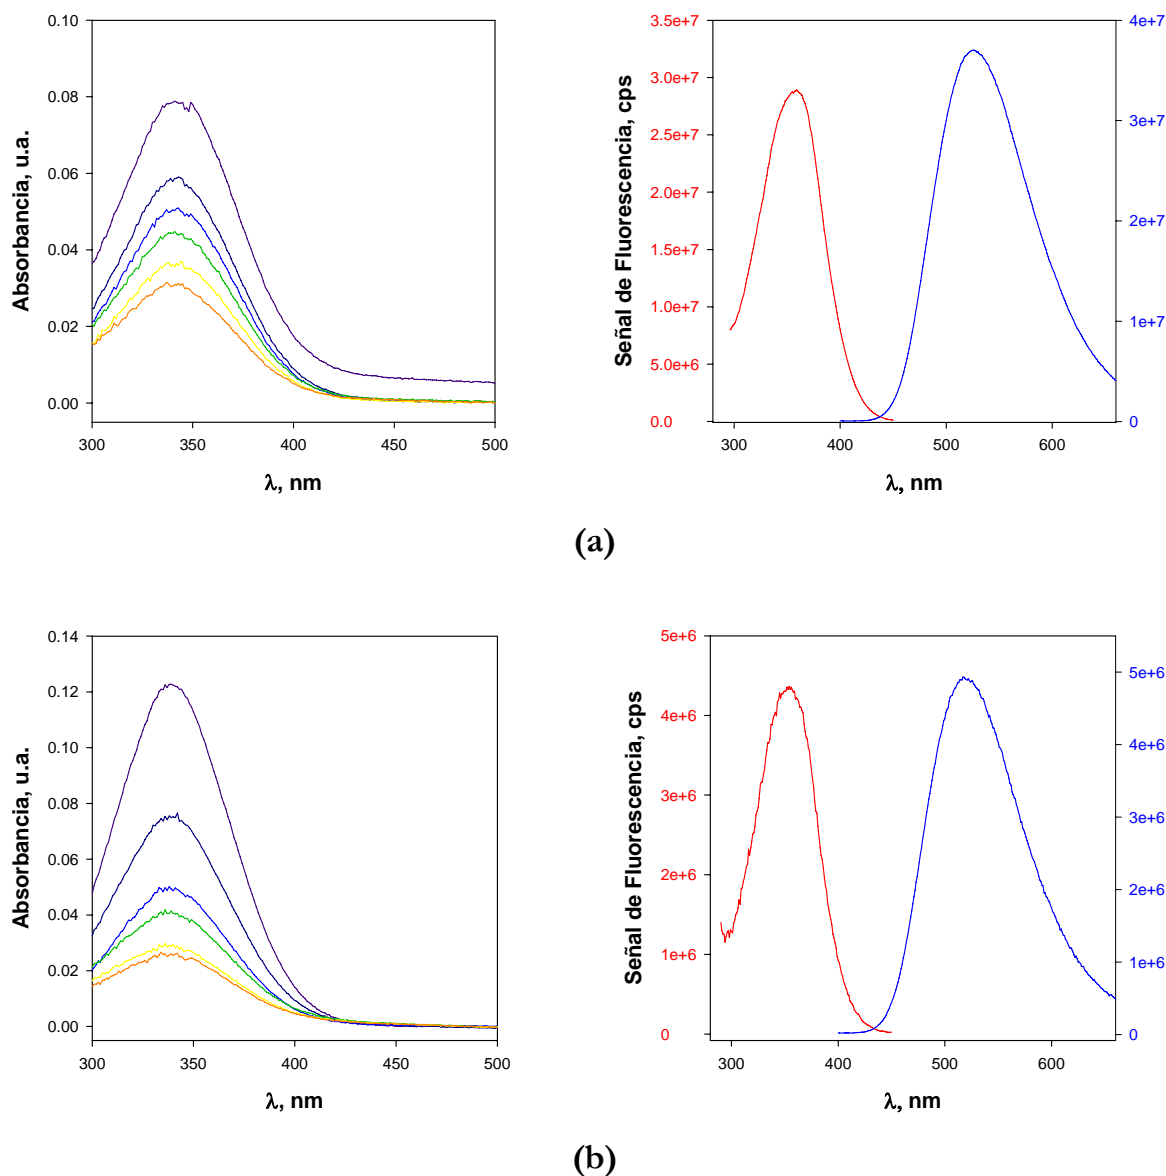 0.10
0.08
0.06
0.04
0.02
0.00
Absorbancia, u.a.
300 350 400 450 500
λ, nm
3.5e+7
3.0e+7
2.5e+7
2.0e+7
1.5e+7
1.0e+7
5.0e+6
0.0
Señal de Fluorescencia, cps
4e+7
3e+7
2e+7
1e+7
0
300 400 500 600
λ, nm
(a)
0.14
0.12
0.10
0.08
0.06
0.04
0.02
0.00
Absorbancia, u.a.
300 350 400 450 500
λ, nm
5e+6
4e+6
3e+6
2e+6
1e+6
0
Señal de Fluorescencia, cps
5e+6
4e+6
3e+6
2e+6
1e+6
0
300 400 500 600
λ, nm
(b)